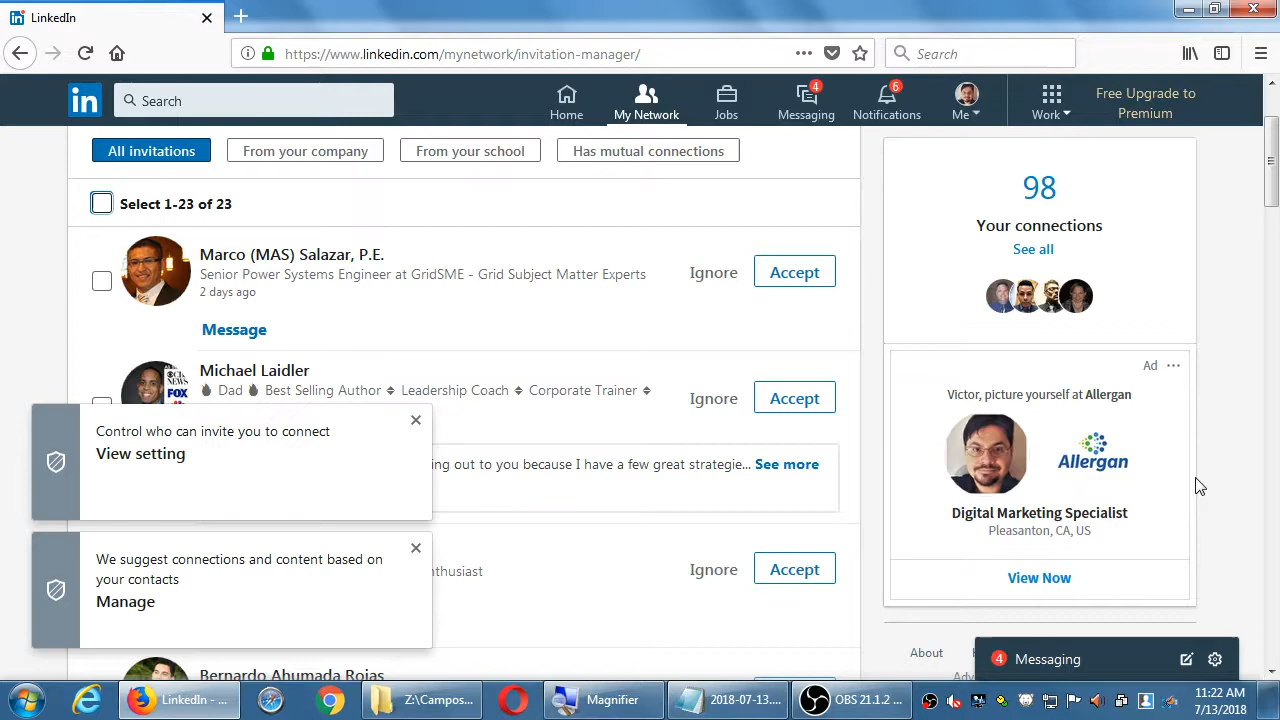 LinkedIn
https://www.linkedin.com/mynetwork/invitation-manager/
Search
in
Search
Home
My Network
Jobs
4
Messaging
6
Notifications
Me
Work
Free Upgrade to
Premium
All invitations
From your company
From your school
Has mutual connections
Select 1-23 of 23
Marco (MAS) Salazar, P.E.
Senior Power Systems Engineer at GridSME - Grid Subject Matter Experts
2 days ago
Ignore
Accept
Message
Michael Laidler
Dad Best Selling Author Leadership Coach Corporate Trainer
Ignore
Accept
NEWS
FOX
ing out to you because I have a few great strategie... See more
nthusiast
Ignore
Accept
Bernardo Ahumada Rojas
Control who can invite you to connect
View setting
We suggest connections and content based on
your contacts
Manage
98
Your connections
See all
Ad
Victor, picture yourself at Allergan
Allergan
Digital Marketing Specialist
Pleasanton, CA, US
View Now
About
4 Messaging
LinkedIn - ...
Z:\Campos...
Magnifier
2018-07-13....
OBS 21.1.2 ...
11:22 AM
7/13/2018